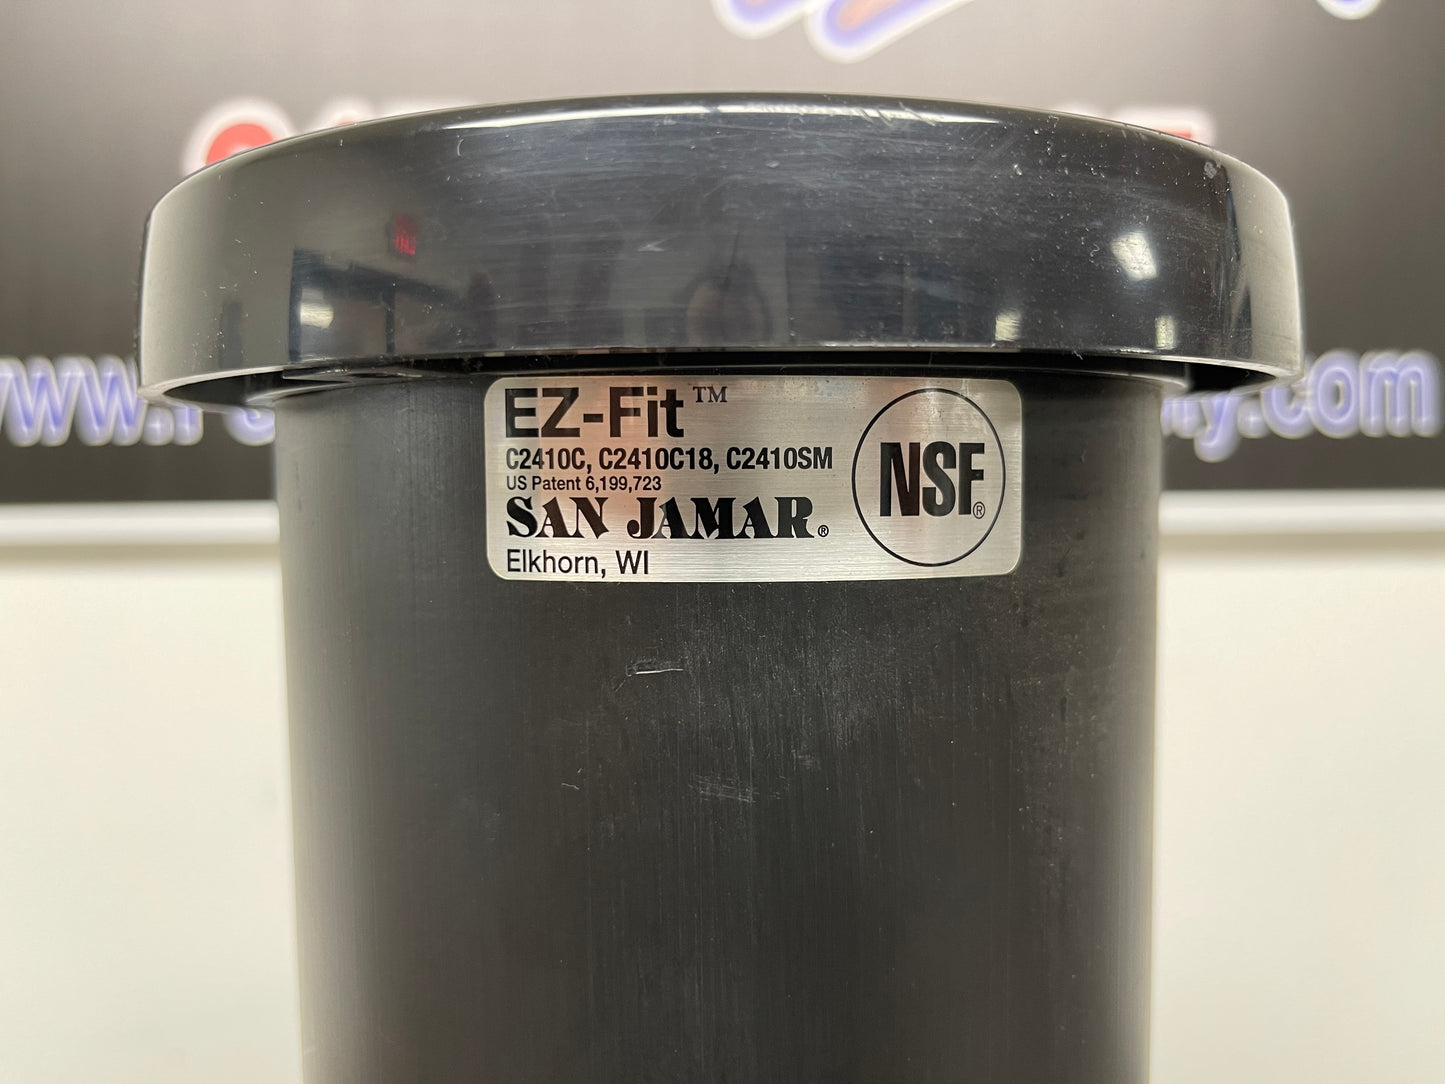 EZ-Fit™
C2410C, C2410C18, C2410SM
US Patent 6,199,723
SAN JAMAR®
Elkhorn, WI
NSF®